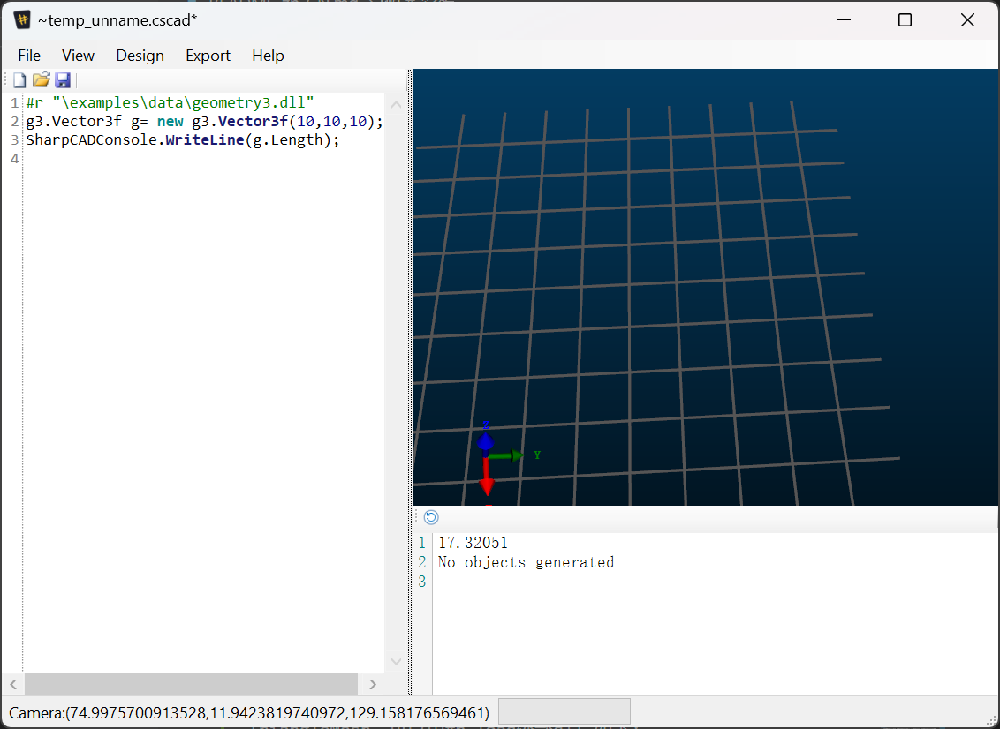 ~temp_unname.cscad*
File View Design Export Help
1 #r "\examples\data\geometry3.dll"
2 g3.Vector3f g= new g3.Vector3f(10,10,10);
3 SharpCADConsole.WriteLine(g.Length);
4
Z
Y
1 17.32051
2 No objects generated
3
Camera:(74.9975700913528,11.9423819740972,129.158176569461)